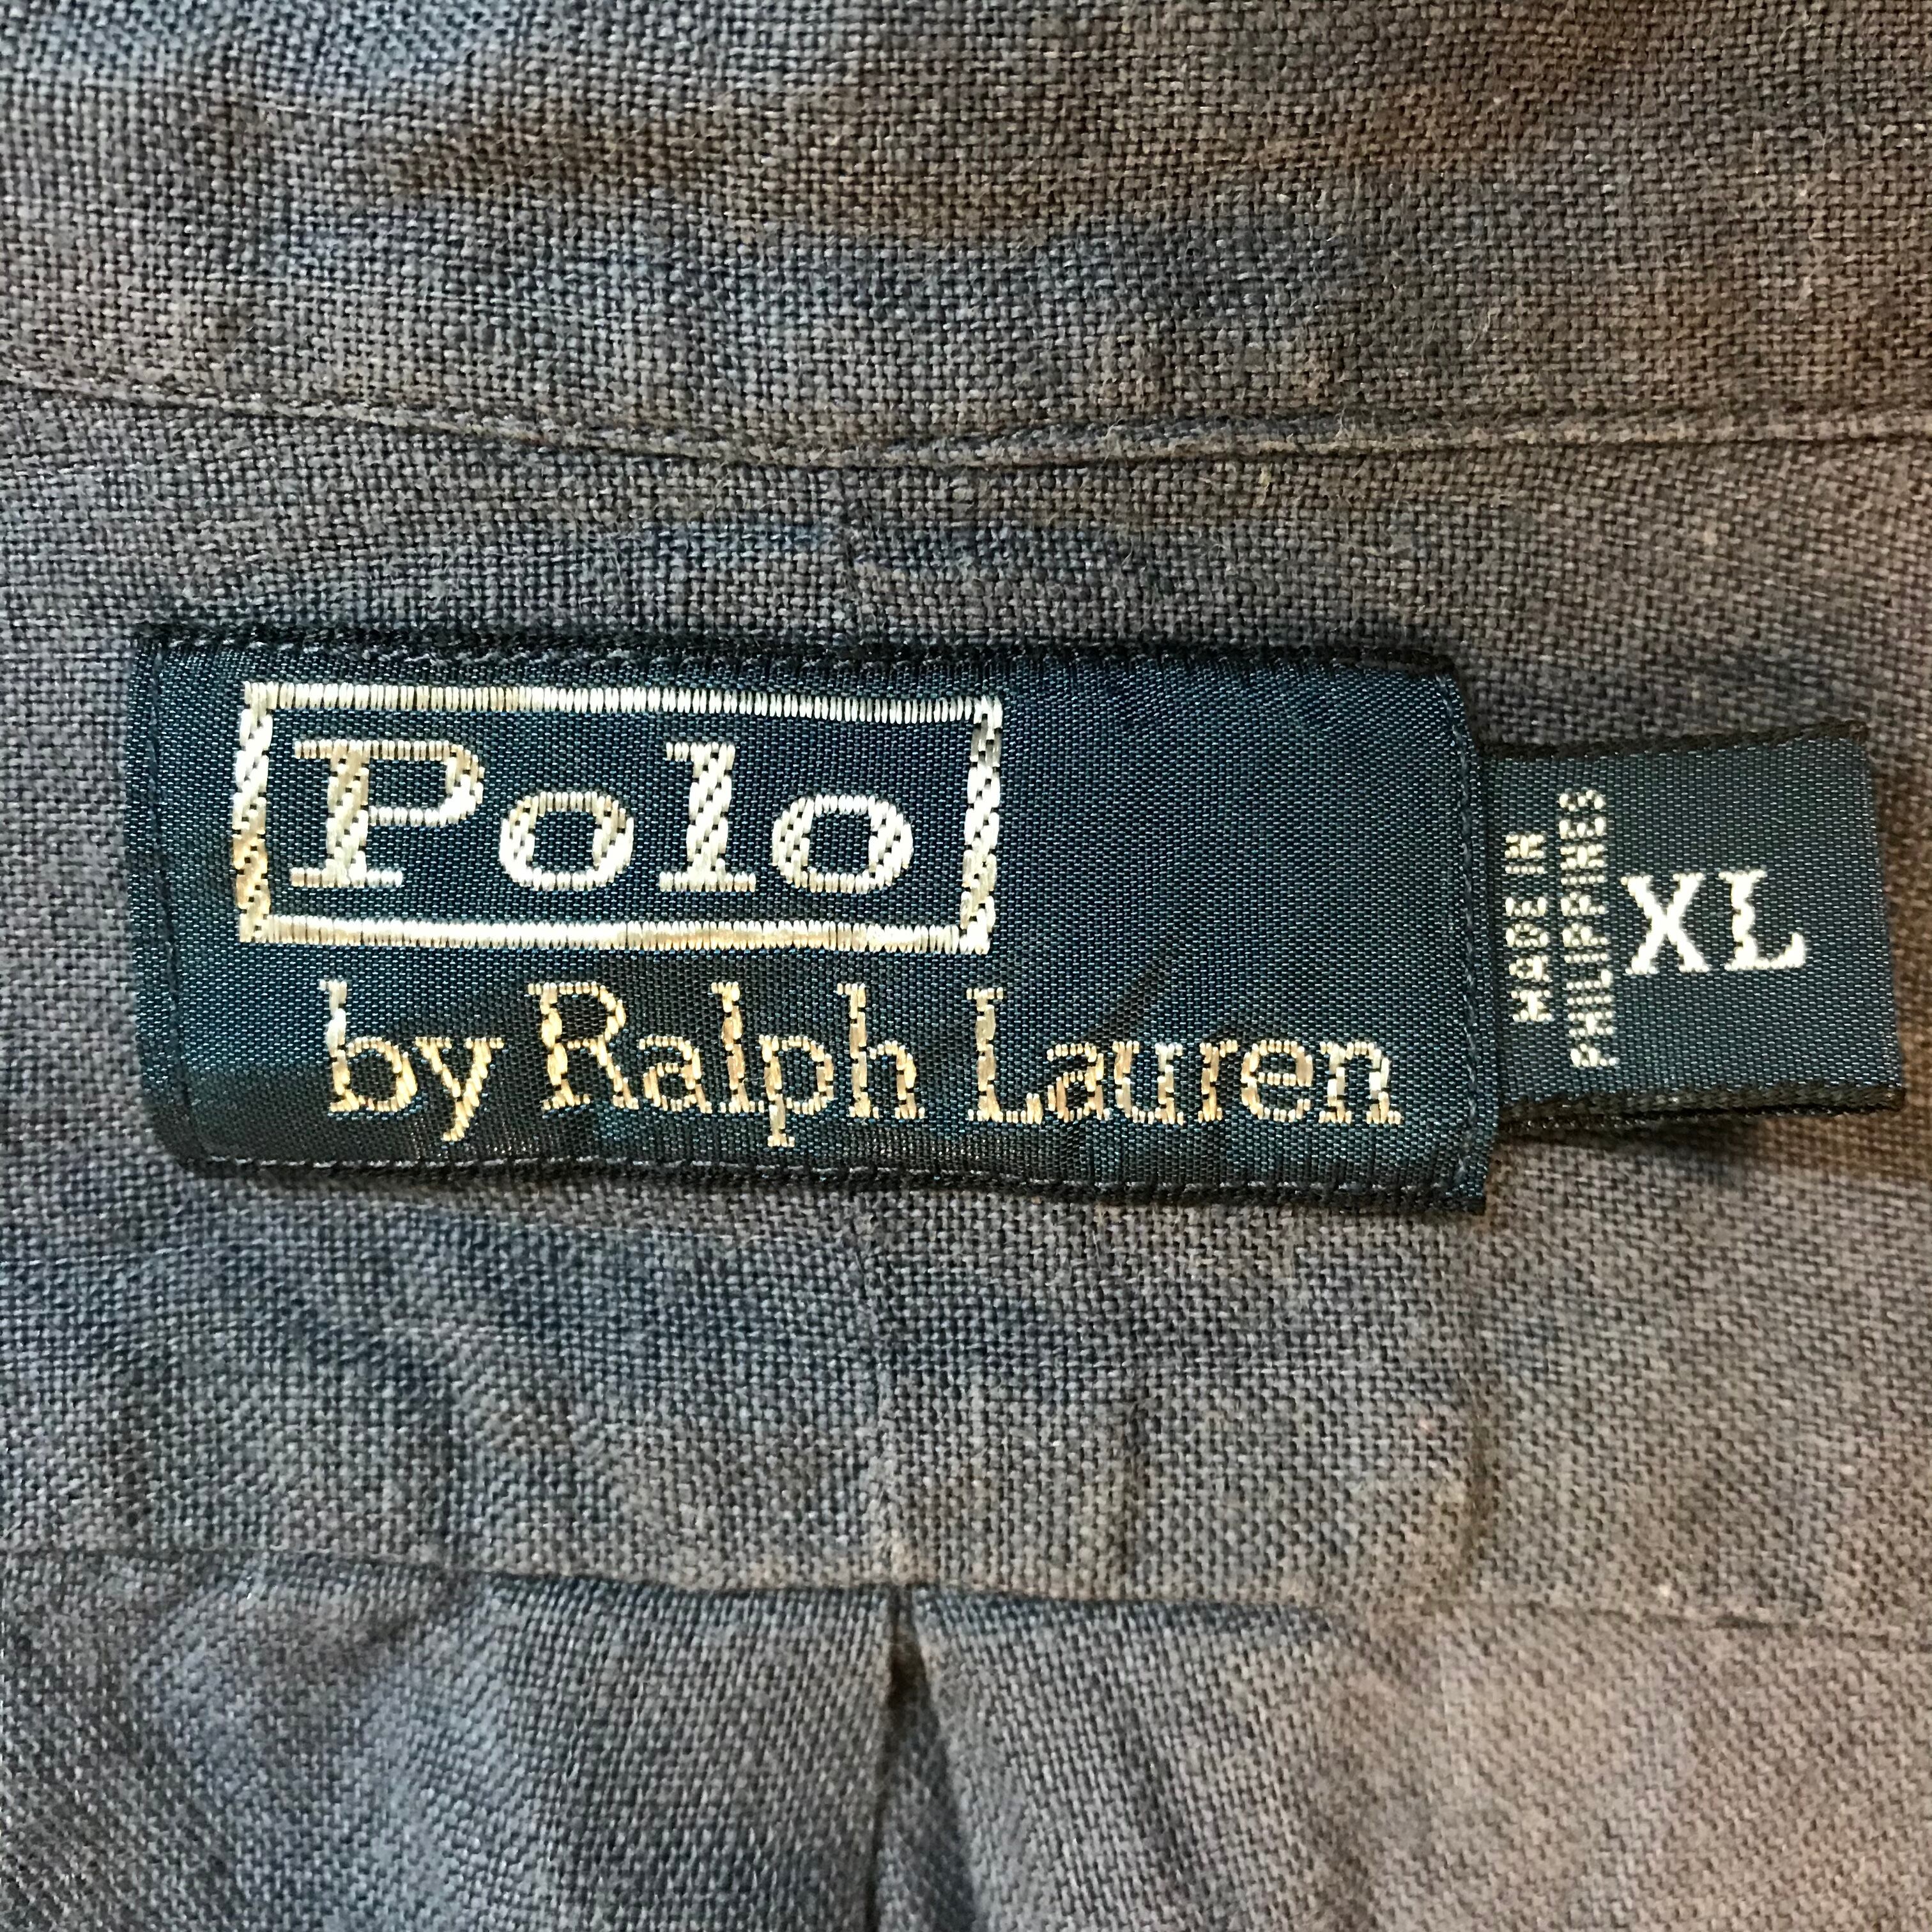 Polo
by Ralph Lauren
MADE IN
PHILIPPINES
XL